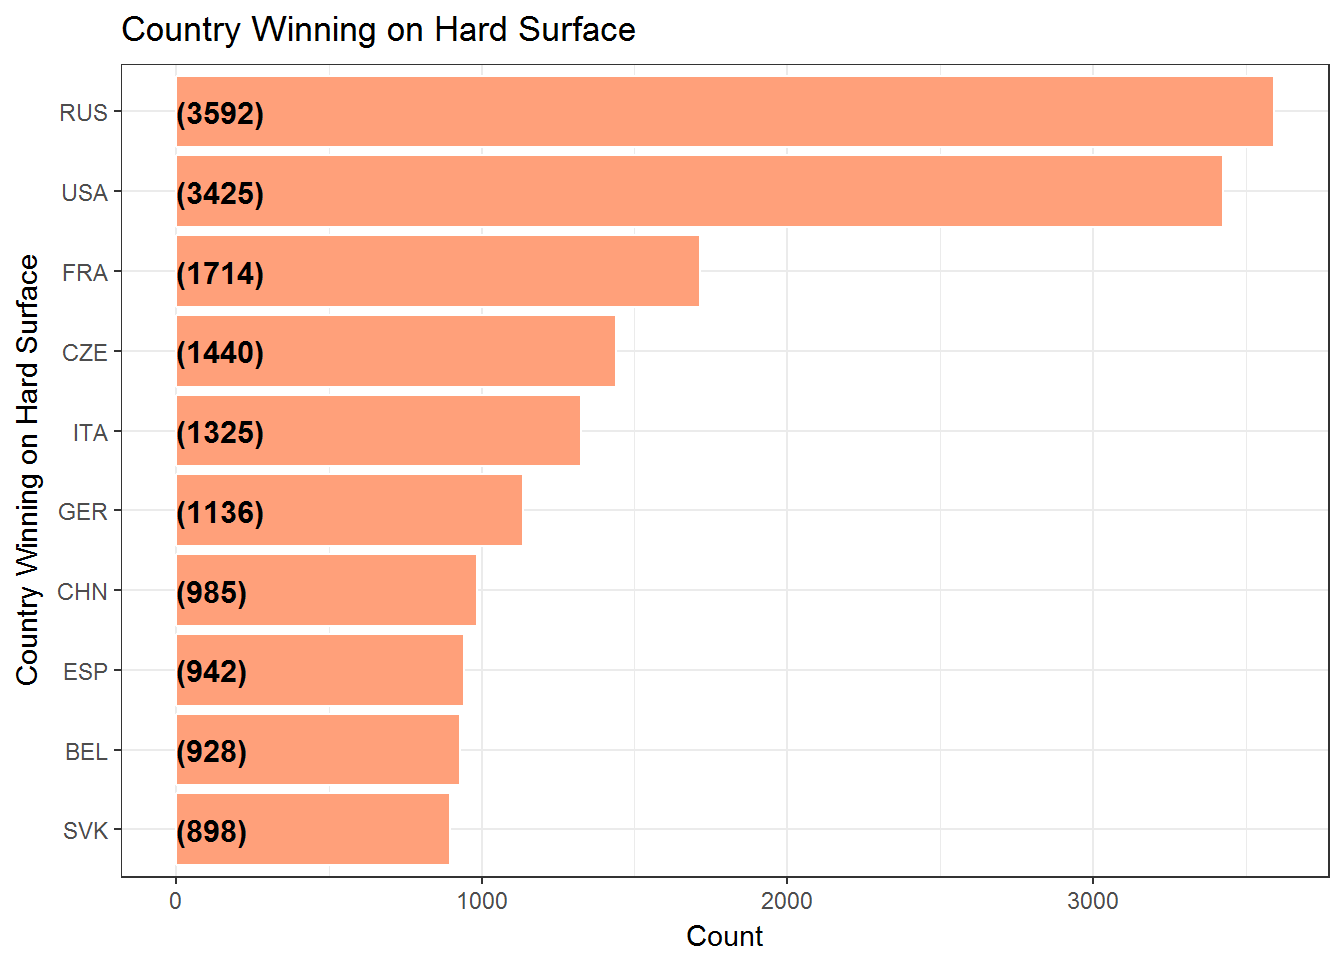 Country Winning on Hard Surface
Country Winning on Hard Surface
RUS (3592)
USA (3425)
FRA (1714)
CZE (1440)
ITA (1325)
GER (1136)
CHN (985)
ESP (942)
BEL (928)
SVK (898)
0 1000 2000 3000
Count